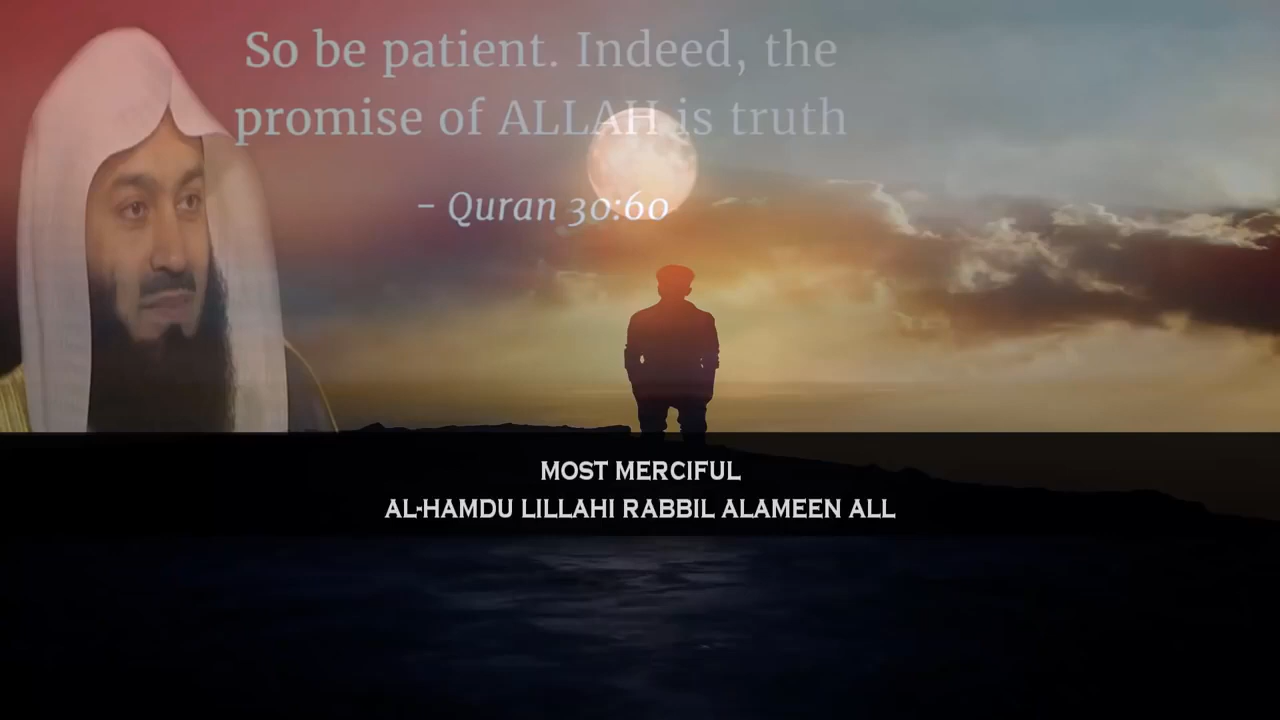 So be patient. Indeed, the
promise of ALLAH is truth
- Quran 30:60
MOST MERCIFUL
AL-HAMDU LILLAHI RABBIL ALAMEEN ALL